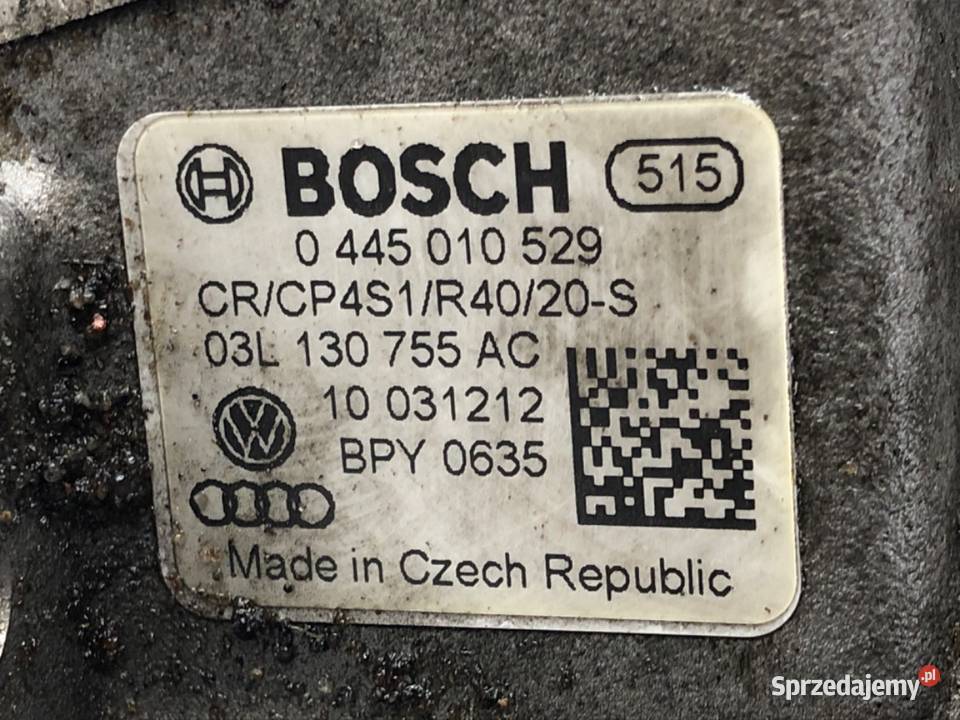 BOSCH 515
0 445 010 529
CR/CP4S1/R40/20-S
03L 130 755 AC
10 031212
BPY 0635
Made in Czech Republic
Sprzedajemy.pl